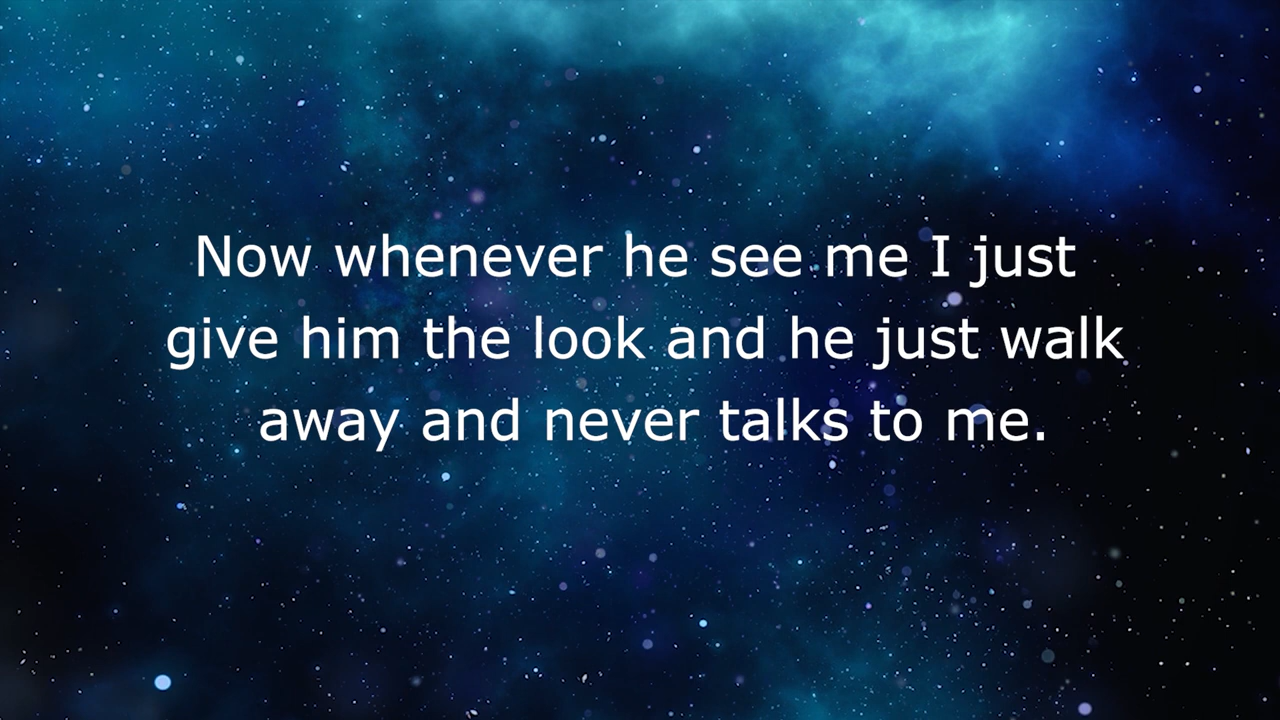 Now whenever he see me I just
give him the look and he just walk
away and never talks to me.